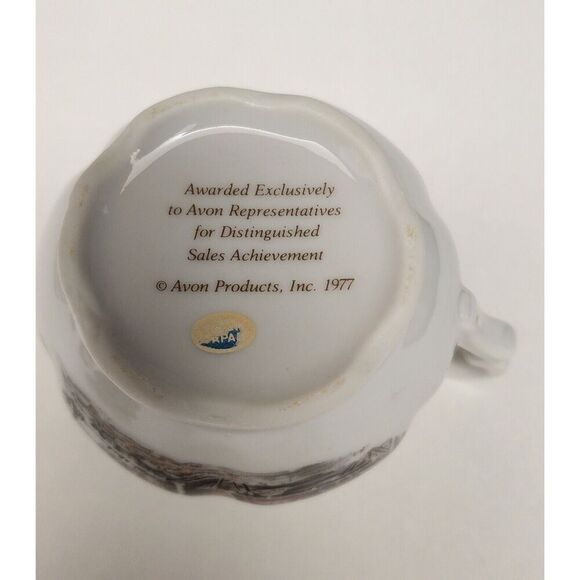 Awarded Exclusively
to Avon Representatives
for Distinguished
Sales Achievement
© Avon Products, Inc. 1977